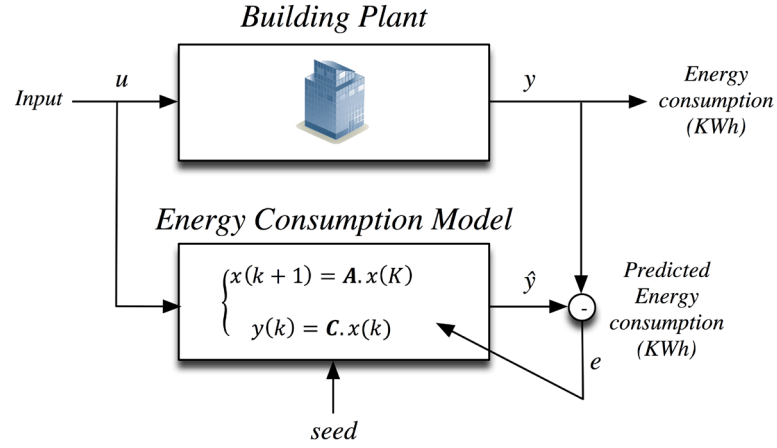 Building Plant
Input
u
y
Energy
consumption
(KWh)
Energy Consumption Model
x(k + 1) = A.x(K)
y(k) = C.x(k)
ŷ
-
Predicted
Energy
consumption
(KWh)
e
seed